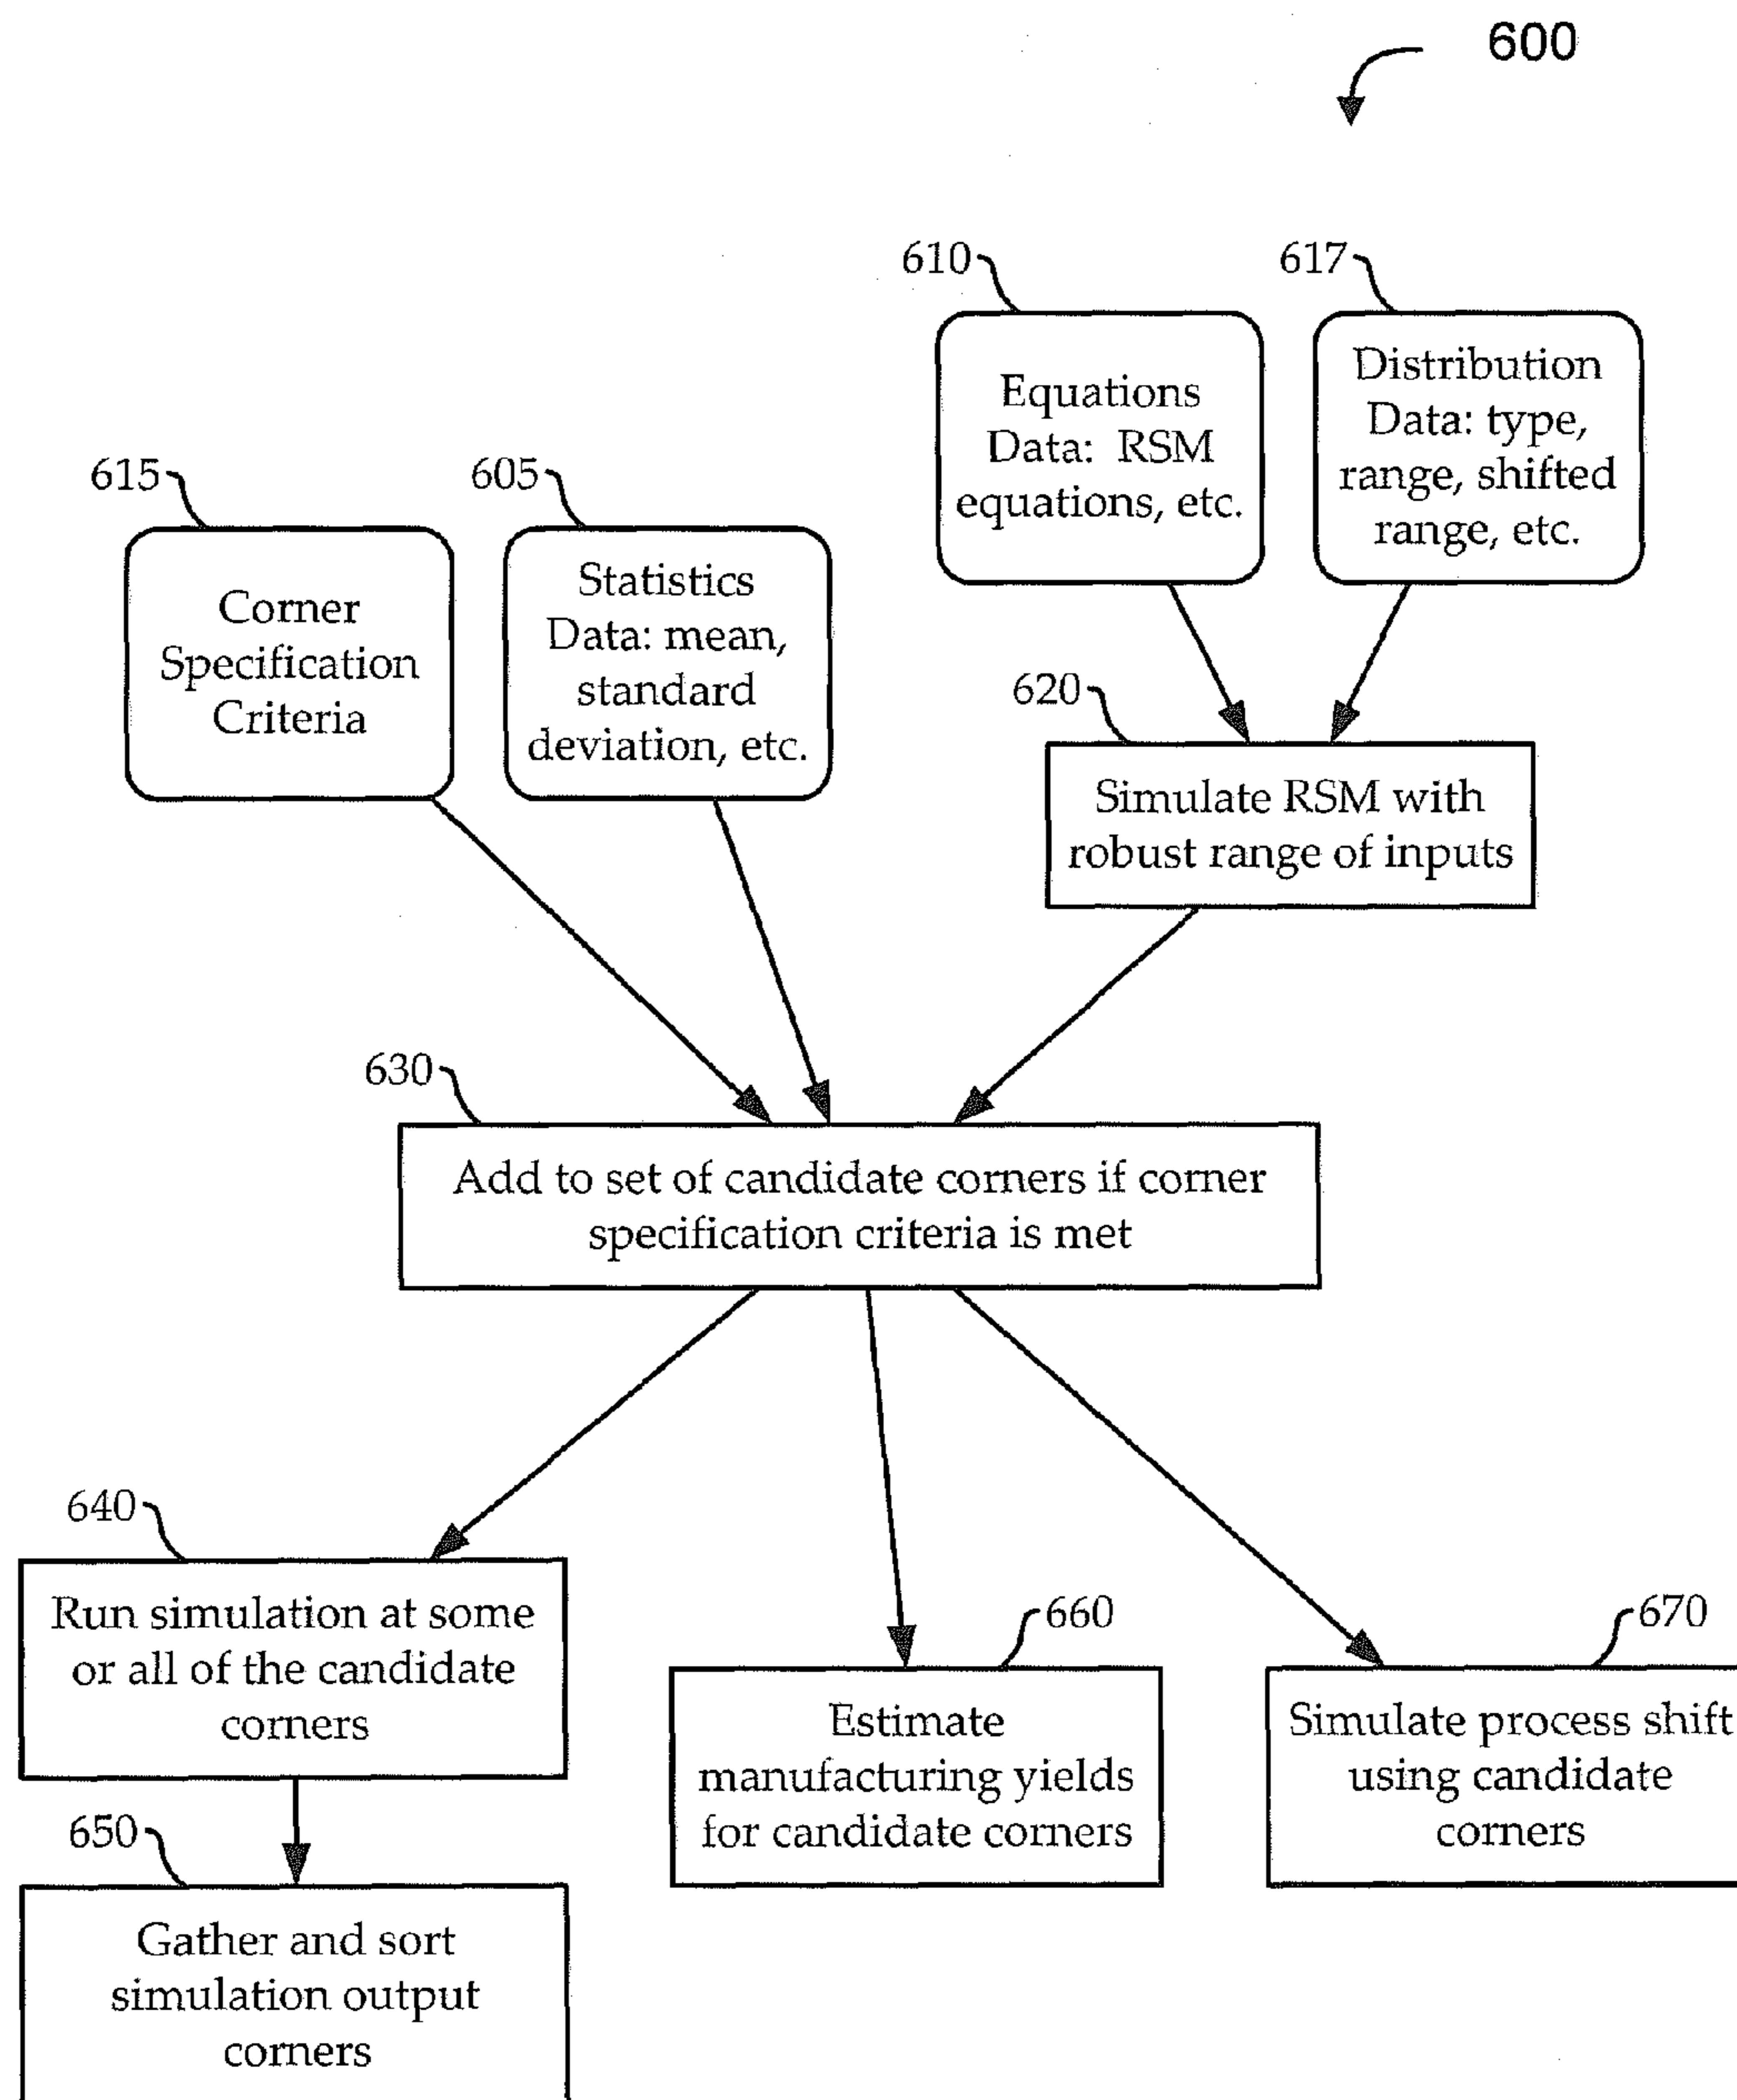 600
610
617
Equations
Data: RSM
equations, etc.
Distribution
Data: type,
range, shifted
range, etc.
615
605
Corner
Specification
Criteria
Statistics
Data: mean,
standard
deviation, etc.
620
Simulate RSM with
robust range of inputs
630
Add to set of candidate corners if corner
specification criteria is met
640
Run simulation at some
or all of the candidate
corners
660
Estimate
manufacturing yields
for candidate corners
670
Simulate process shift
using candidate
corners
650
Gather and sort
simulation output
corners